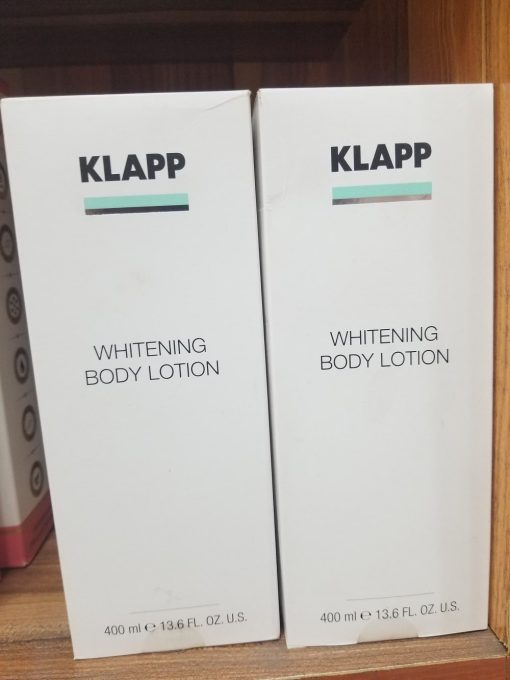 KLAPP
WHITENING
BODY LOTION
400 ml ℮ 13.6 FL. OZ. U.S.
KLAPP
WHITENING
BODY LOTION
400 ml ℮ 13.6 FL. OZ. U.S.